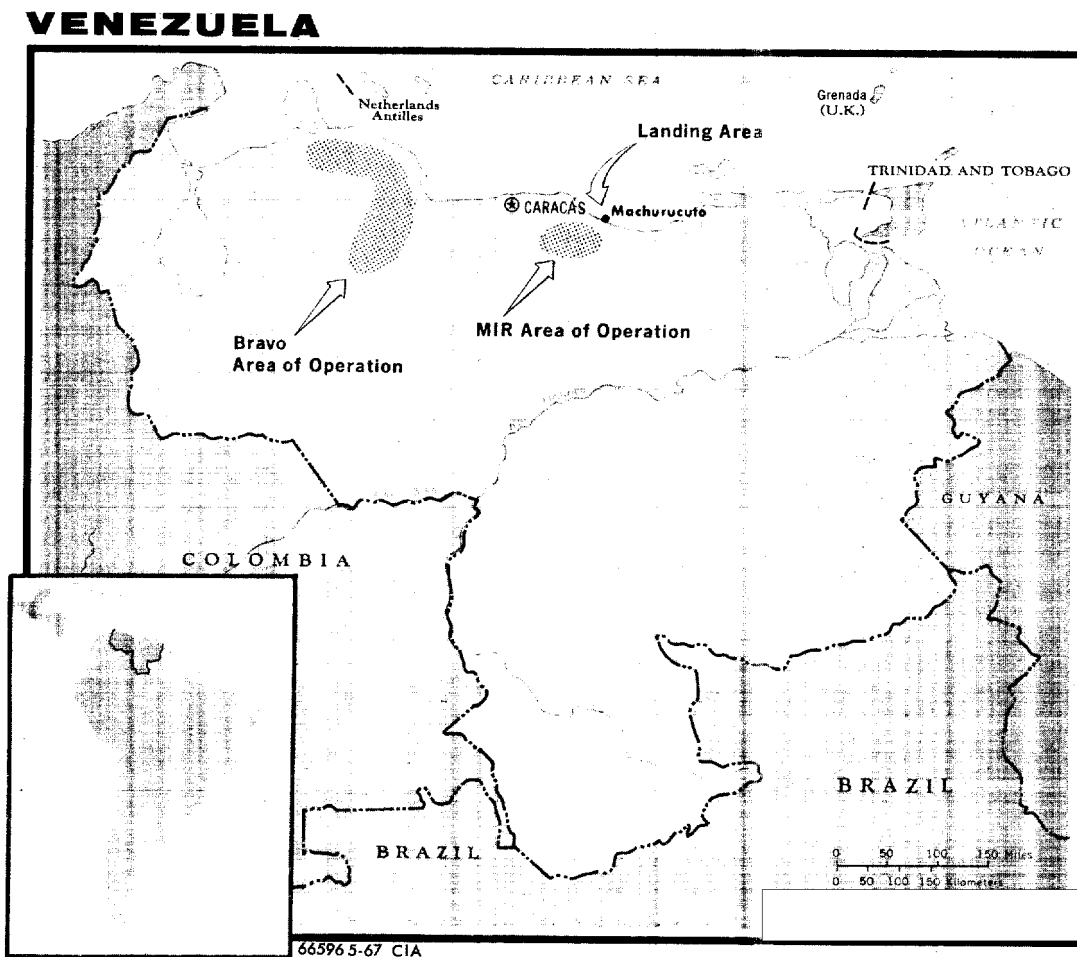 VENEZUELA
CARIBBEAN SEA
Netherlands
Antilles
Grenada
(U.K.)
Landing Area
TRINIDAD AND TOBAGO
CARACAS
Machurucuto
ATLANTIC
OCEAN
Bravo
Area of Operation
MIR Area of Operation
GUYANA
COLOMBIA
BRAZIL
BRAZIL
0 50 100 150 Miles
0 50 100 150 Kilometers
66596 5-67 CIA